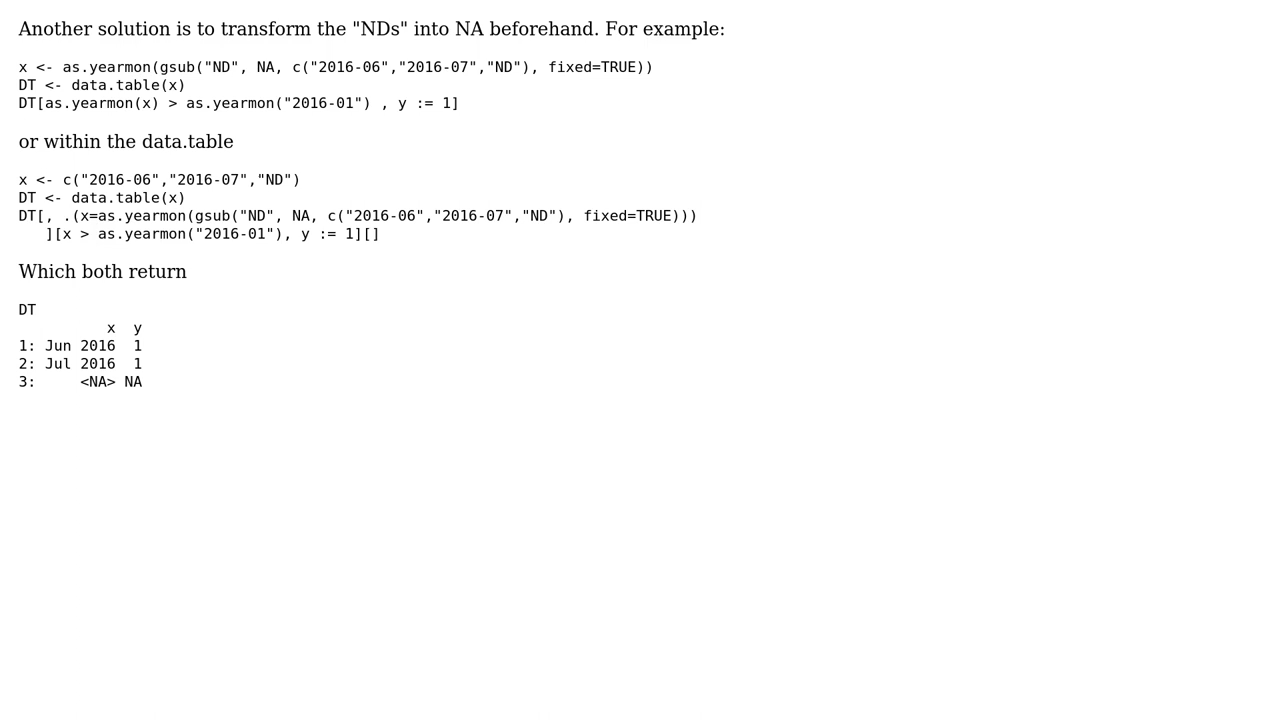 Another solution is to transform the "NDs" into NA beforehand. For example:
x <- as.yearmon(gsub("ND", NA, c("2016-06","2016-07","ND"), fixed=TRUE))
DT <- data.table(x)
DT[as.yearmon(x) > as.yearmon("2016-01") , y := 1]
or within the data.table
x <- c("2016-06","2016-07","ND")
DT <- data.table(x)
DT[, .(x=as.yearmon(gsub("ND", NA, c("2016-06","2016-07","ND"), fixed=TRUE)))
   ][x > as.yearmon("2016-01"), y := 1][]
Which both return
DT
          x  y
1: Jun 2016  1
2: Jul 2016  1
3:     <NA> NA